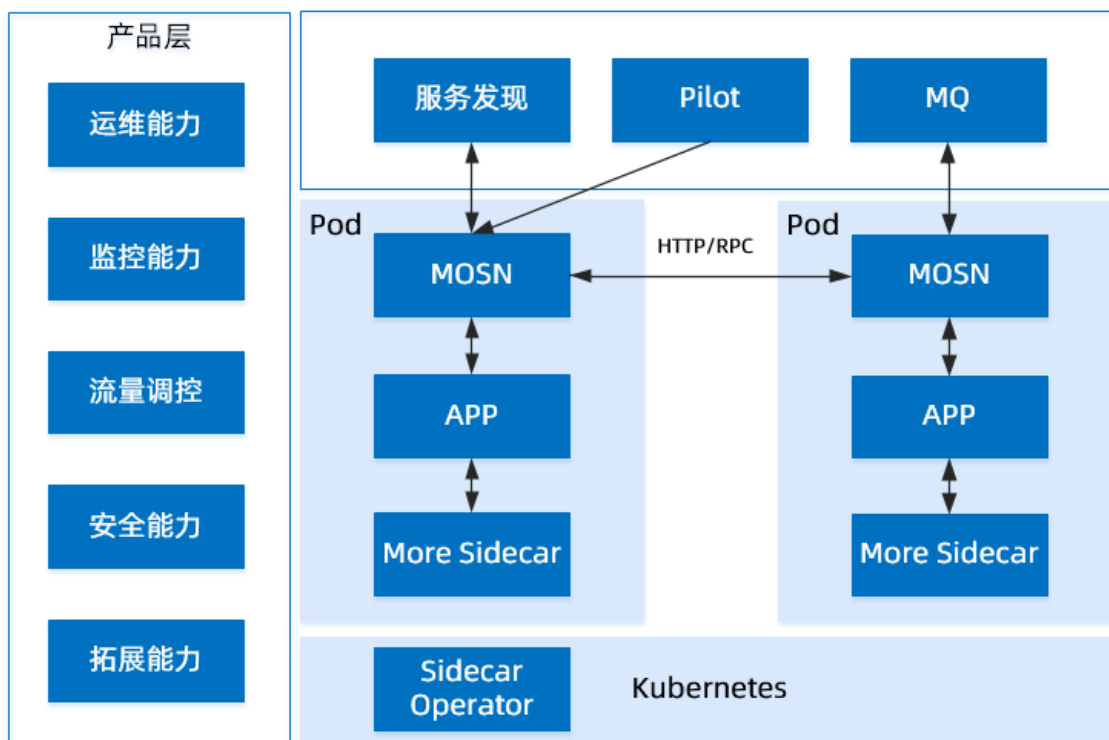 产品层
运维能力
监控能力
流量调控
安全能力
拓展能力
服务发现
Pilot
MQ
Pod
MOSN
HTTP/RPC
Pod
MOSN
APP
APP
More Sidecar
More Sidecar
Sidecar
Operator
Kubernetes